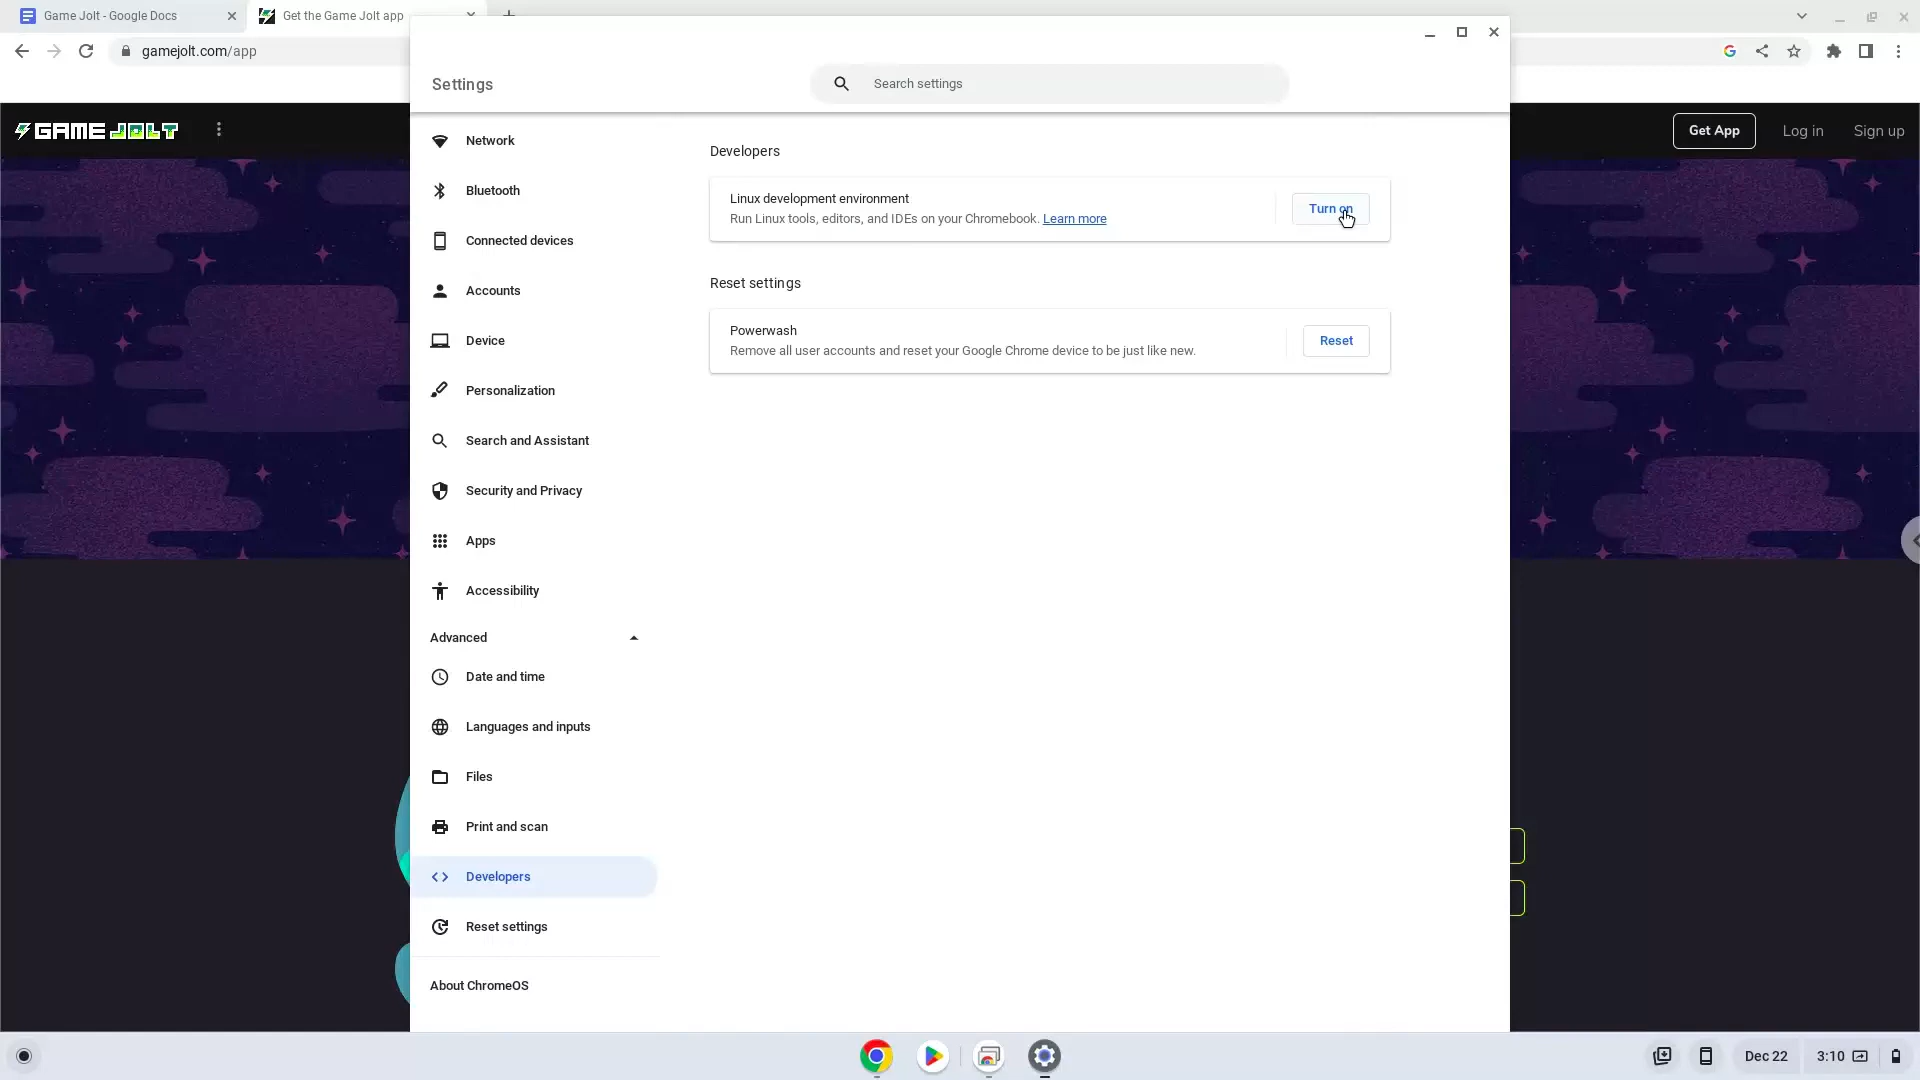 Game Jolt - Google Docs
Get the Game Jolt app
gamejolt.com/app
GAME JOLT
Get App
Log in
Sign up
Settings
Search settings
Network
Bluetooth
Connected devices
Accounts
Device
Personalization
Search and Assistant
Security and Privacy
Apps
Accessibility
Advanced
Date and time
Languages and inputs
Files
Print and scan
Developers
Reset settings
About ChromeOS
Developers
Linux development environment
Run Linux tools, editors, and IDEs on your Chromebook. Learn more
Turn on
Reset settings
Powerwash
Remove all user accounts and reset your Google Chrome device to be just like new.
Reset
Dec 22
3:10